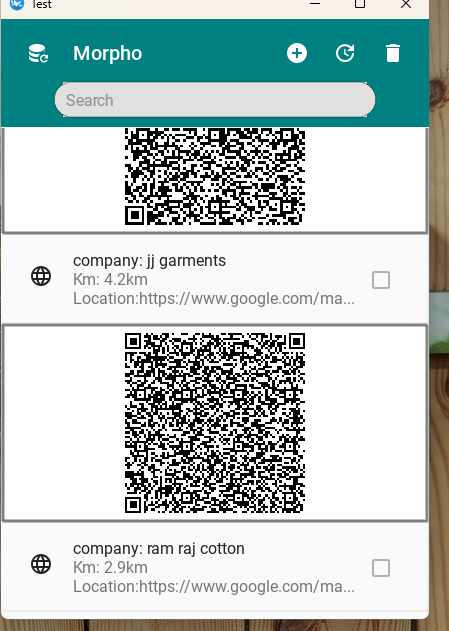 Test
Morpho
Search
company: jj garments
Km: 4.2km
Location:https://www.google.com/ma...
company: ram raj cotton
Km: 2.9km
Location:https://www.google.com/ma...